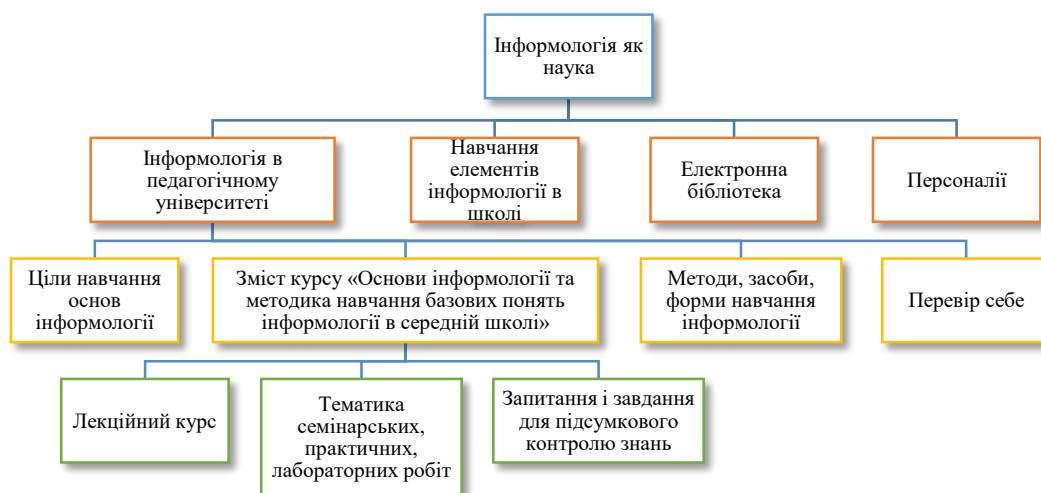 Інформологія як
наука
Інформологія в
педагогічному
університеті
Навчання
елементів
інформології в
школі
Електронна
бібліотека
Персоналії
Ціли навчання
основ
інформології
Зміст курсу «Основи інформології та
методика навчання базових понять
інформології в середній школі»
Методи, засоби,
форми навчання
інформології
Перевір себе
Лекційний курс
Тематика
семінарських,
практичних,
лабораторних робіт
Запитання і завдання
для підсумкового
контролю знань